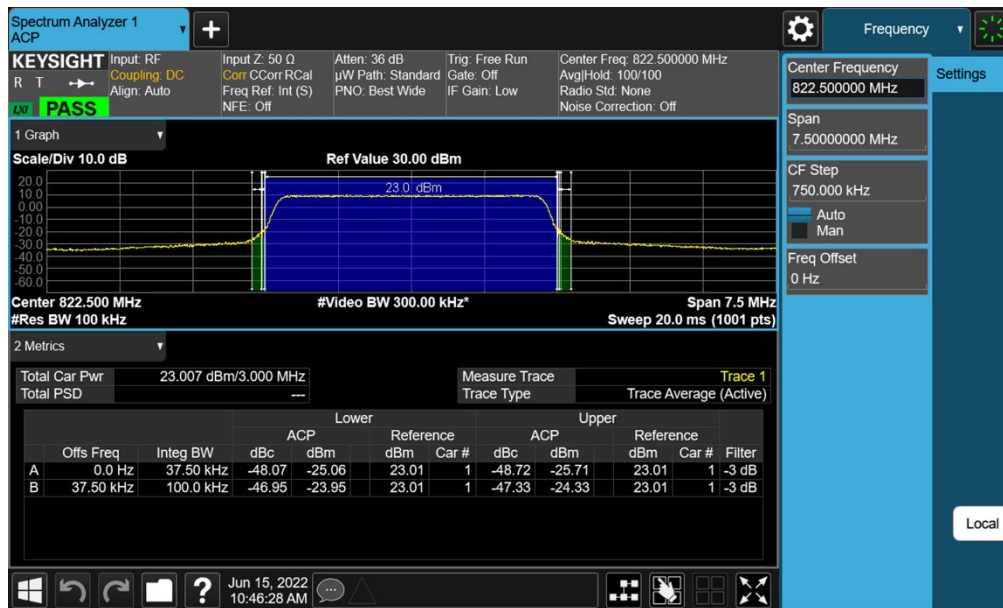 Spectrum Analyzer 1
ACP
+
Frequency
KEYSIGHT
R T
LXI PASS
Input: RF
Coupling: DC
Align: Auto
Input Z: 50 Ω
Corr CCorr RCal
Freq Ref: Int (S)
NFE: Off
Atten: 36 dB
µW Path: Standard
PNO: Best Wide
Trig: Free Run
Gate: Off
IF Gain: Low
Center Freq: 822.500000 MHz
Avg|Hold: 100/100
Radio Std: None
Noise Correction: Off
Center Frequency
822.500000 MHz
Settings
Span
7.50000000 MHz
CF Step
750.000 kHz
Auto
Man
Freq Offset
0 Hz
Local
1 Graph
Scale/Div 10.0 dB
Ref Value 30.00 dBm
23.0 dBm
20.0
10.0
0.00
-10.0
-20.0
-30.0
-40.0
-50.0
-60.0
Center 822.500 MHz
#Video BW 300.00 kHz*
Span 7.5 MHz
#Res BW 100 kHz
Sweep 20.0 ms (1001 pts)
2 Metrics
Total Car Pwr 23.007 dBm/3.000 MHz
Total PSD ---
Measure Trace Trace 1
Trace Type Trace Average (Active)
Lower Upper
ACP Reference ACP Reference
Offs Freq Integ BW dBc dBm dBm Car # dBc dBm dBm Car # Filter
A 0.0 Hz 37.50 kHz -48.07 -25.06 23.01 1 -48.72 -25.71 23.01 1 -3 dB
B 37.50 kHz 100.0 kHz -46.95 -23.95 23.01 1 -47.33 -24.33 23.01 1 -3 dB
?
Jun 15, 2022
10:46:28 AM